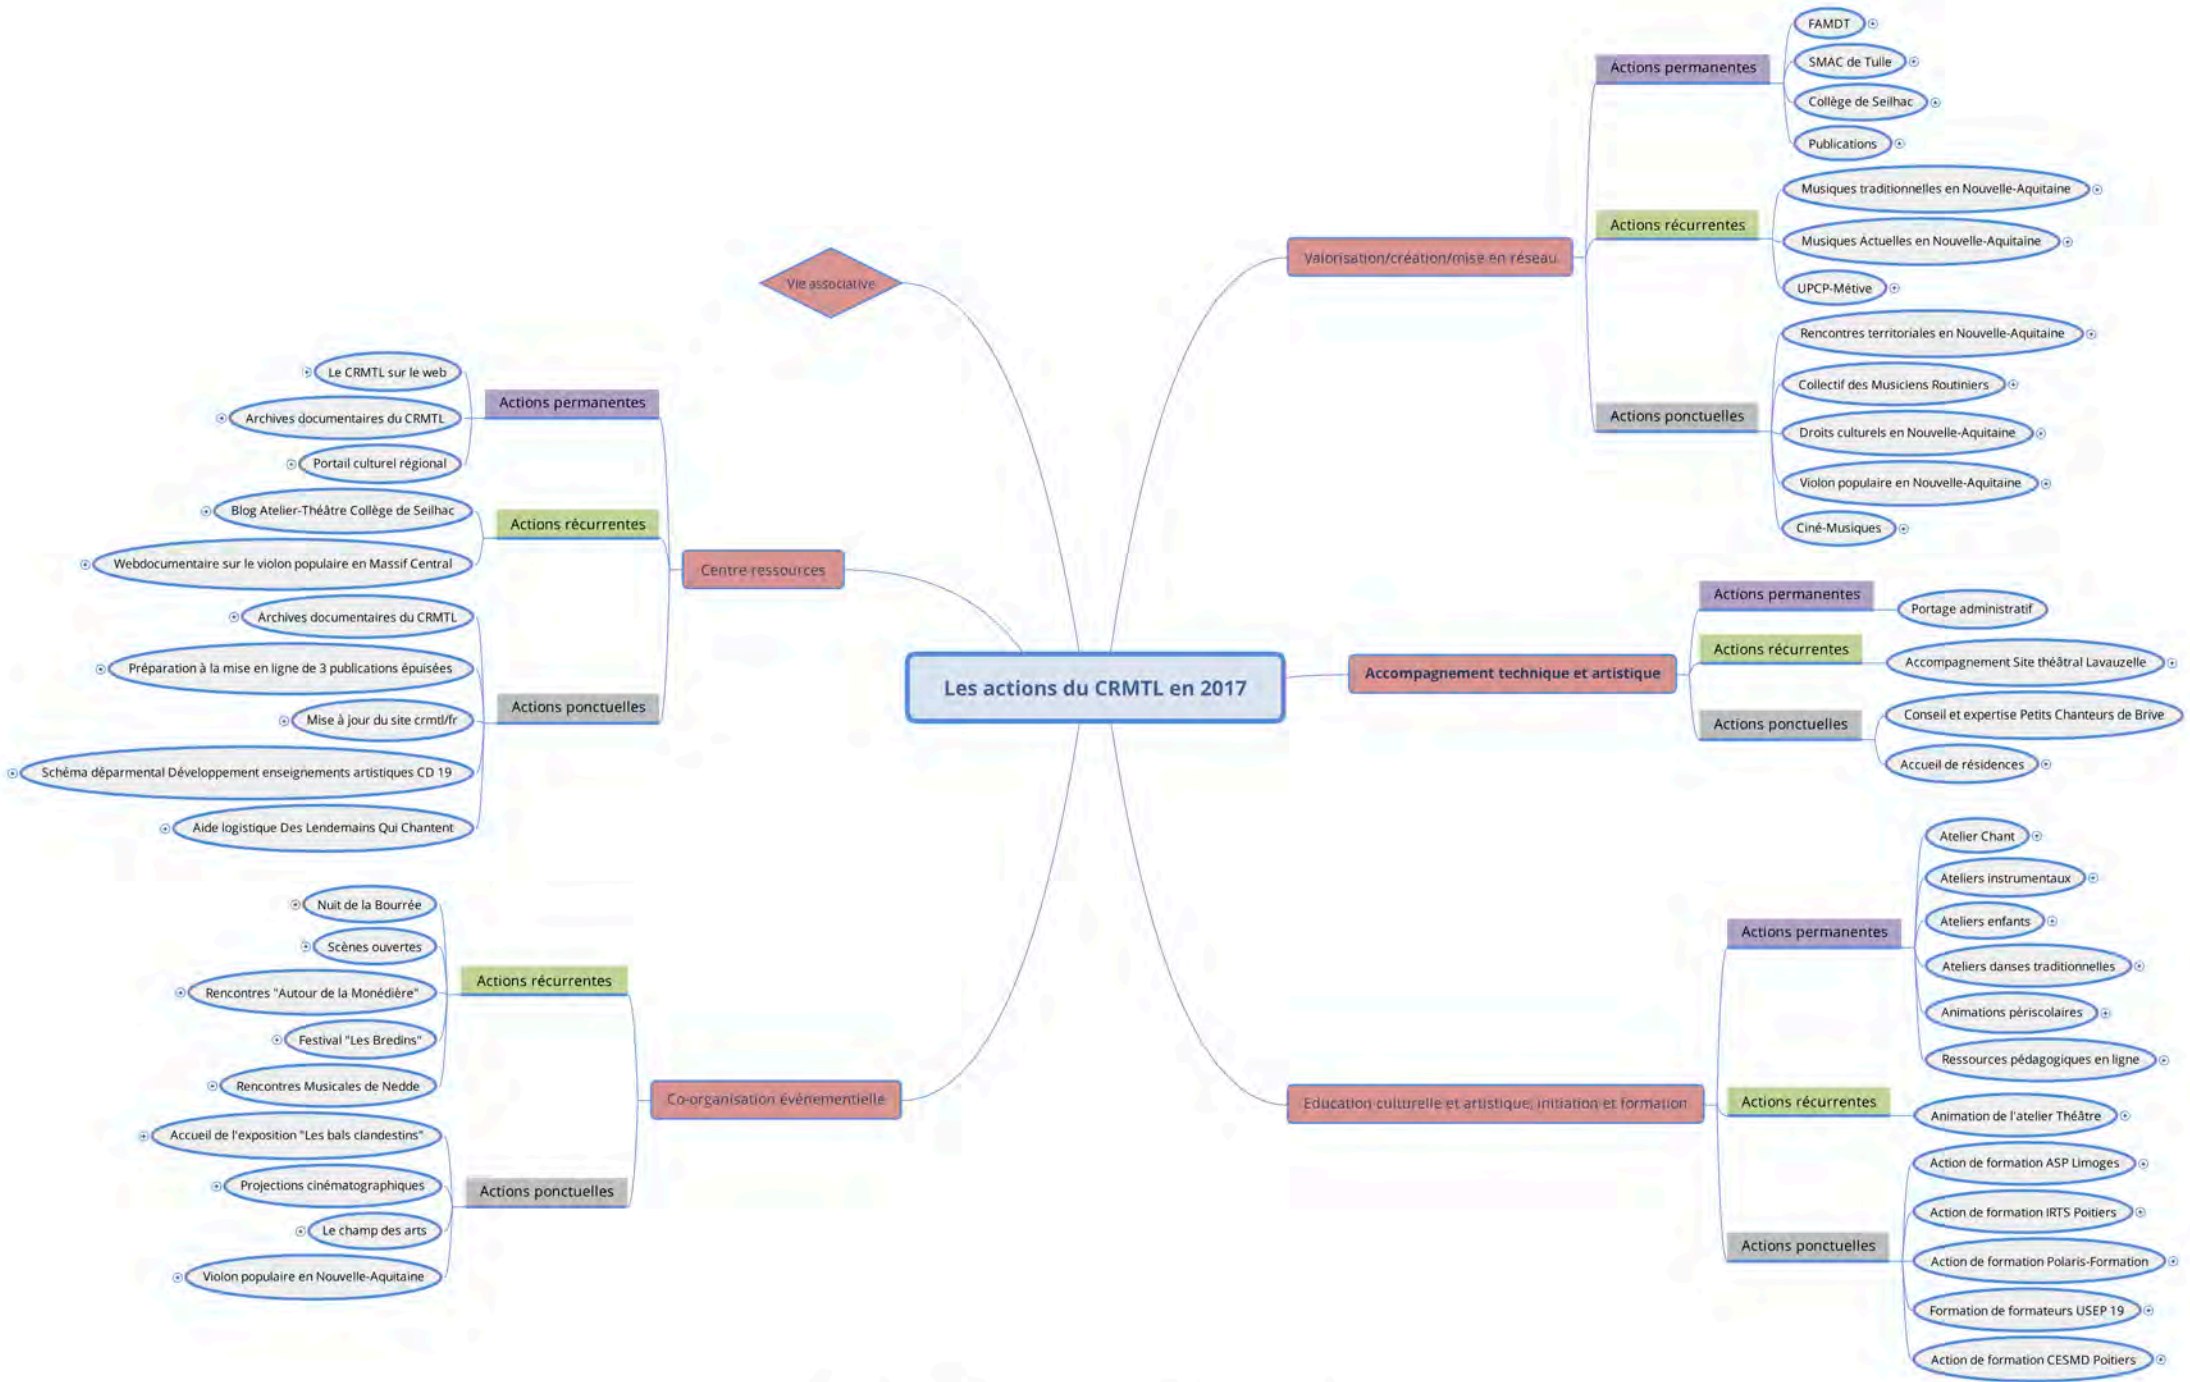 Les actions du CRMTL en 2017
Vie associative
Centre ressources
Actions permanentes
Le CRMTL sur le web
Archives documentaires du CRMTL
Portail culturel régional
Actions récurrentes
Blog Atelier-Théâtre Collège de Seilhac
Webdocumentaire sur le violon populaire en Massif Central
Actions ponctuelles
Archives documentaires du CRMTL
Préparation à la mise en ligne de 3 publications épuisées
Mise à jour du site crmtl/fr
Schéma déparmental Développement enseignements artistiques CD 19
Aide logistique Des Lendemains Qui Chantent
Co-organisation événementielle
Actions récurrentes
Nuit de la Bourrée
Scènes ouvertes
Rencontres "Autour de la Monédière"
Festival "Les Bredins"
Rencontres Musicales de Nedde
Actions ponctuelles
Accueil de l'exposition "Les bals clandestins"
Projections cinématographiques
Le champ des arts
Violon populaire en Nouvelle-Aquitaine
Valorisation/création/mise en réseau
Actions permanentes
FAMDT
SMAC de Tulle
Collège de Seilhac
Publications
Actions récurrentes
Musiques traditionnelles en Nouvelle-Aquitaine
Musiques Actuelles en Nouvelle-Aquitaine
UPCP-Métive
Actions ponctuelles
Rencontres territoriales en Nouvelle-Aquitaine
Collectif des Musiciens Routiniers
Droits culturels en Nouvelle-Aquitaine
Violon populaire en Nouvelle-Aquitaine
Ciné-Musiques
Accompagnement technique et artistique
Actions permanentes
Portage administratif
Actions récurrentes
Accompagnement Site théâtral Lavauzelle
Actions ponctuelles
Conseil et expertise Petits Chanteurs de Brive
Accueil de résidences
Education culturelle et artistique, initiation et formation
Actions permanentes
Atelier Chant
Ateliers instrumentaux
Ateliers enfants
Ateliers danses traditionnelles
Animations périscolaires
Ressources pédagogiques en ligne
Actions récurrentes
Animation de l'atelier Théâtre
Actions ponctuelles
Action de formation ASP Limoges
Action de formation IRTS Poitiers
Action de formation Polaris-Formation
Formation de formateurs USEP 19
Action de formation CESMD Poitiers